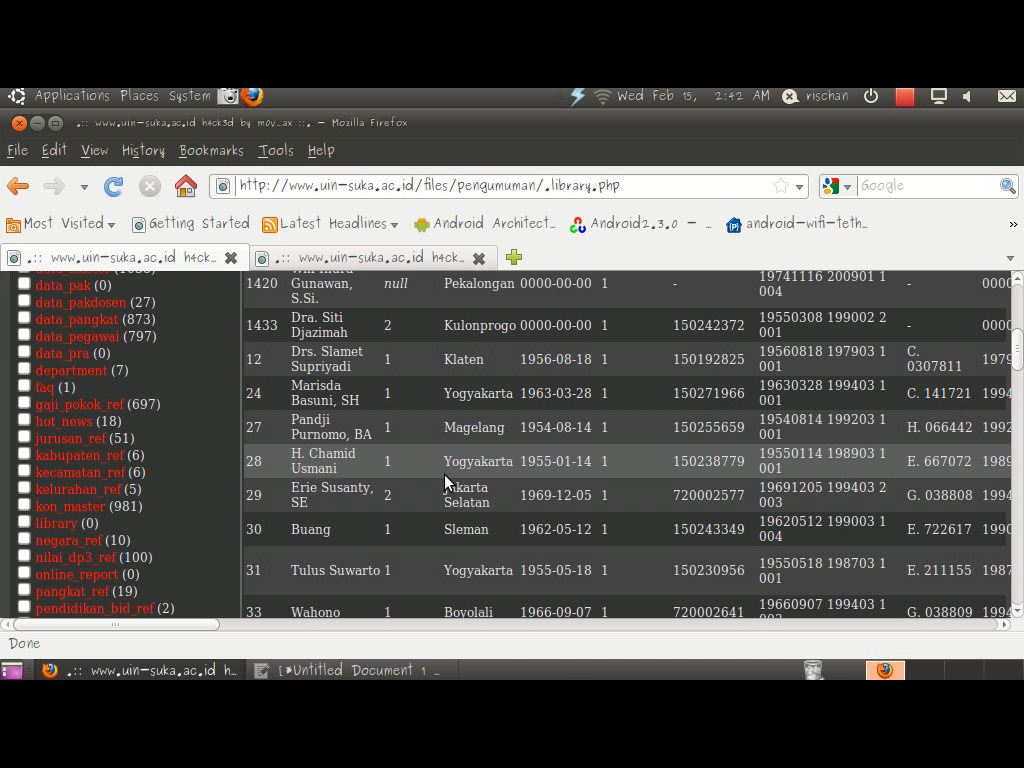 Applications Places System
Wed Feb 15, 2:42 AM rischan
.:: www.uin-suka.ac.id h4ck3d by m0v_ax ::. - Mozilla Firefox
File Edit View History Bookmarks Tools Help
http://www.uin-suka.ac.id/files/pengumuman/.library.php
Google
Most Visited Getting Started Latest Headlines Android Architect... Android2.3.0 - ... android-wifi-teth... »
.:: www.uin-suka.ac.id h4ck...
.:: www.uin-suka.ac.id h4ck...
data_pak (0)
data_pakdosen (27)
data_pangkat (873)
data_pegawai (797)
data_pra (0)
department (7)
faq (1)
gaji_pokok_ref (697)
hot_news (18)
jurusan_ref (51)
kabupaten_ref (6)
kecamatan_ref (6)
kelurahan_ref (5)
kon_master (981)
library (0)
negara_ref (10)
nilai_dp3_ref (100)
online_report (0)
pangkat_ref (19)
pendidikan_bid_ref (2)
1420 Gunawan, S.Si. null Pekalongan 0000-00-00 1 - 19741116 200901 1 004 - 0000
1433 Dra. Siti Djazimah 2 Kulonprogo 0000-00-00 1 150242372 19550308 199002 2 001 - 0000
12 Drs. Slamet Supriyadi 1 Klaten 1956-08-18 1 150192825 19560818 197903 1 001 C. 0307811 1979
24 Marisda Basuni, SH 1 Yogyakarta 1963-03-28 1 150271966 19630328 199403 1 001 C. 141721 1994
27 Pandji Purnomo, BA 1 Magelang 1954-08-14 1 150255659 19540814 199203 1 001 H. 066442 1992
28 H. Chamid Usmani 1 Yogyakarta 1955-01-14 1 150238779 19550114 198903 1 001 E. 667072 1989
29 Erie Susanty, SE 2 Jakarta Selatan 1969-12-05 1 720002577 19691205 199403 2 003 G. 038808 1994
30 Buang 1 Sleman 1962-05-12 1 150243349 19620512 199003 1 004 E. 722617 1990
31 Tulus Suwarto 1 Yogyakarta 1955-05-18 1 150230956 19550518 198703 1 001 E. 211155 1987
33 Wahono 1 Boyolali 1966-09-07 1 720002641 19660907 199403 1 G. 038809 1994
Done
.:: www.uin-suka.ac.id h...
[*Untitled Document 1 ...